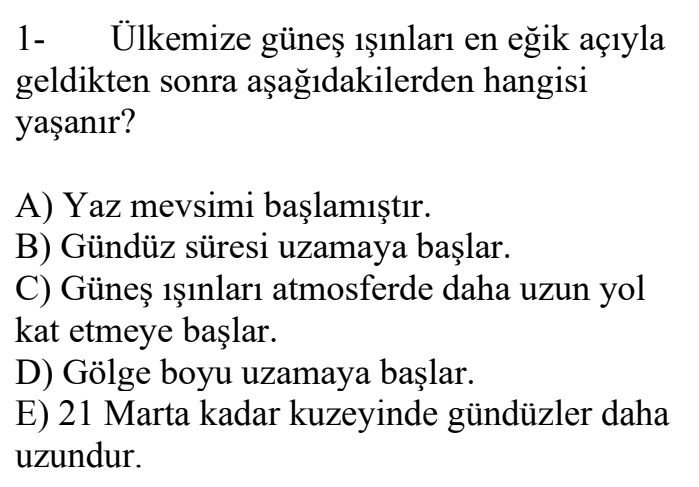 1- Ülkemize güneş ışınları en eğik açıyla
geldikten sonra aşağıdakilerden hangisi
yaşanır?
A) Yaz mevsimi başlamıştır.
B) Gündüz süresi uzamaya başlar.
C) Güneş ışınları atmosferde daha uzun yol
kat etmeye başlar.
D) Gölge boyu uzamaya başlar.
E) 21 Marta kadar kuzeyinde gündüzler daha
uzundur.